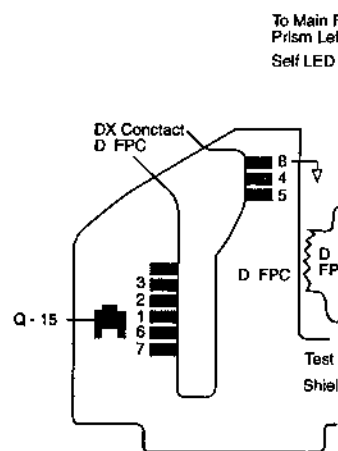 To Main
Prism Lef
Self LED
DX Conctact
D FPC
8
4
5
3
2
1
6
7
Q - 15
D FPC
D
FP
Test
Shiel